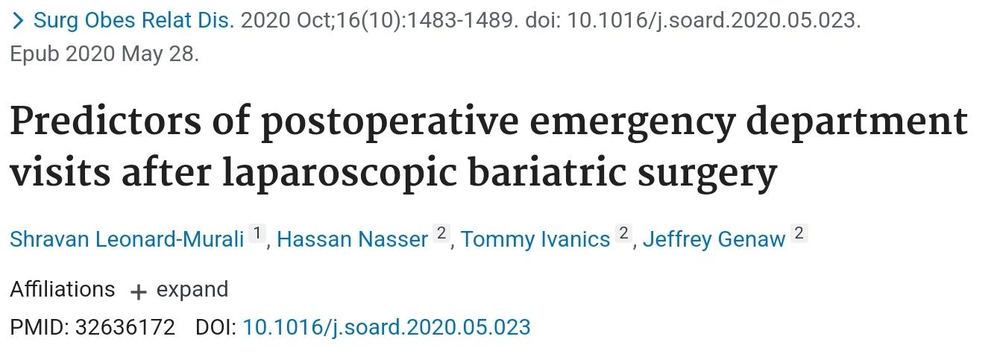 > Surg Obes Relat Dis. 2020 Oct;16(10):1483-1489. doi: 10.1016/j.soard.2020.05.023.
Epub 2020 May 28.
Predictors of postoperative emergency department
visits after laparoscopic bariatric surgery
Shravan Leonard-Murali 1, Hassan Nasser 2, Tommy Ivanics 2, Jeffrey Genaw 2
Affiliations + expand
PMID: 32636172 DOI: 10.1016/j.soard.2020.05.023